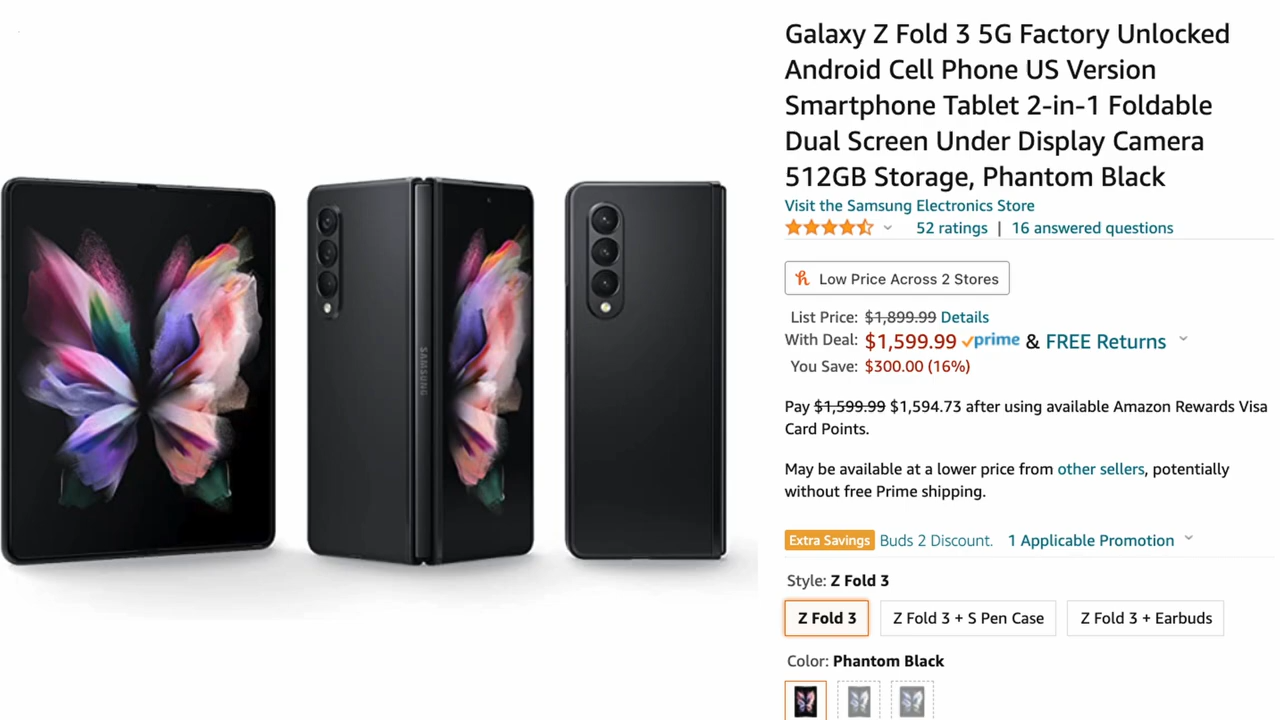 Galaxy Z Fold 3 5G Factory Unlocked
Android Cell Phone US Version
Smartphone Tablet 2-in-1 Foldable
Dual Screen Under Display Camera
512GB Storage, Phantom Black
Visit the Samsung Electronics Store
52 ratings | 16 answered questions
Low Price Across 2 Stores
List Price: $1,899.99 Details
With Deal: $1,599.99 prime & FREE Returns
You Save: $300.00 (16%)
Pay $1,599.99 $1,594.73 after using available Amazon Rewards Visa
Card Points.
May be available at a lower price from other sellers, potentially
without free Prime shipping.
Extra Savings Buds 2 Discount. 1 Applicable Promotion
Style: Z Fold 3
Z Fold 3 Z Fold 3 + S Pen Case Z Fold 3 + Earbuds
Color: Phantom Black
SAMSUNG